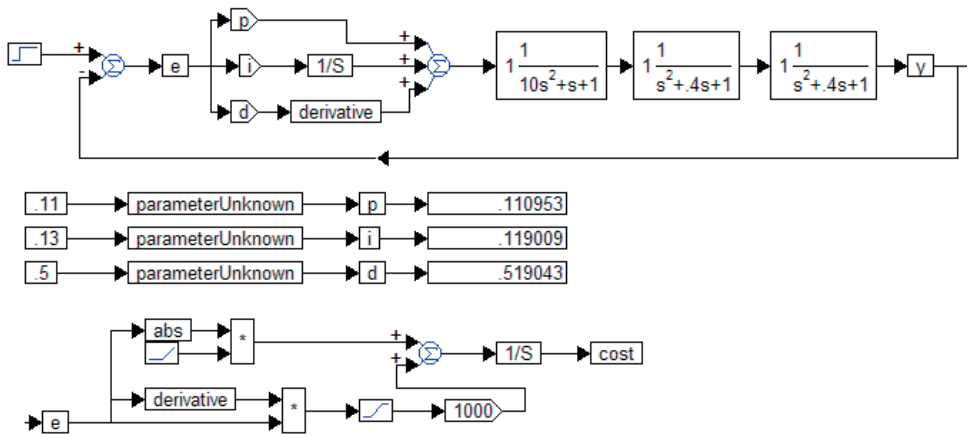 p
+
+
1
1
1
+
Σ
e
i
1/S
+
Σ
1
1
1
y
-
10s²+s+1
s²+.4s+1
s²+.4s+1
+
d
derivative
.11
parameterUnknown
p
.110953
.13
parameterUnknown
i
.119009
.5
parameterUnknown
d
.519043
abs
*
+
+
Σ
1/S
cost
derivative
*
1000
e